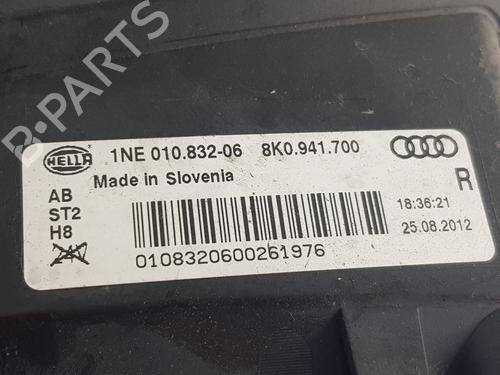 HELLA 1NE 010.832-06 8K0.941.700
Made in Slovenia
AB
ST2
H8
R
18:36:21
25.08.2012
0108320600261976
B-PARTS